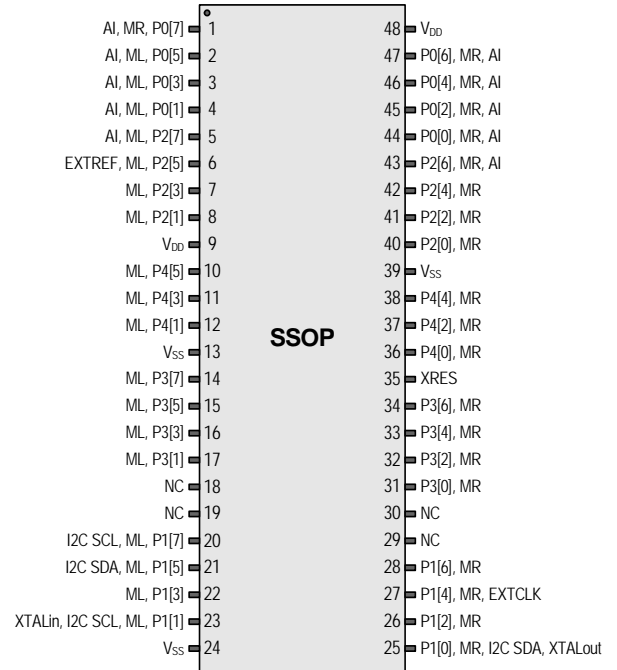 AI, MR, P0[7] 1 48 VDD
AI, ML, P0[5] 2 47 P0[6], MR, AI
AI, ML, P0[3] 3 46 P0[4], MR, AI
AI, ML, P0[1] 4 45 P0[2], MR, AI
AI, ML, P2[7] 5 44 P0[0], MR, AI
EXTREF, ML, P2[5] 6 43 P2[6], MR, AI
ML, P2[3] 7 42 P2[4], MR
ML, P2[1] 8 41 P2[2], MR
VDD 9 40 P2[0], MR
ML, P4[5] 10 39 VSS
ML, P4[3] 11 38 P4[4], MR
ML, P4[1] 12 37 P4[2], MR
SSOP
VSS 13 36 P4[0], MR
ML, P3[7] 14 35 XRES
ML, P3[5] 15 34 P3[6], MR
ML, P3[3] 16 33 P3[4], MR
ML, P3[1] 17 32 P3[2], MR
NC 18 31 P3[0], MR
NC 19 30 NC
I2C SCL, ML, P1[7] 20 29 NC
I2C SDA, ML, P1[5] 21 28 P1[6], MR
ML, P1[3] 22 27 P1[4], MR, EXTCLK
XTALin, I2C SCL, ML, P1[1] 23 26 P1[2], MR
VSS 24 25 P1[0], MR, I2C SDA, XTALout